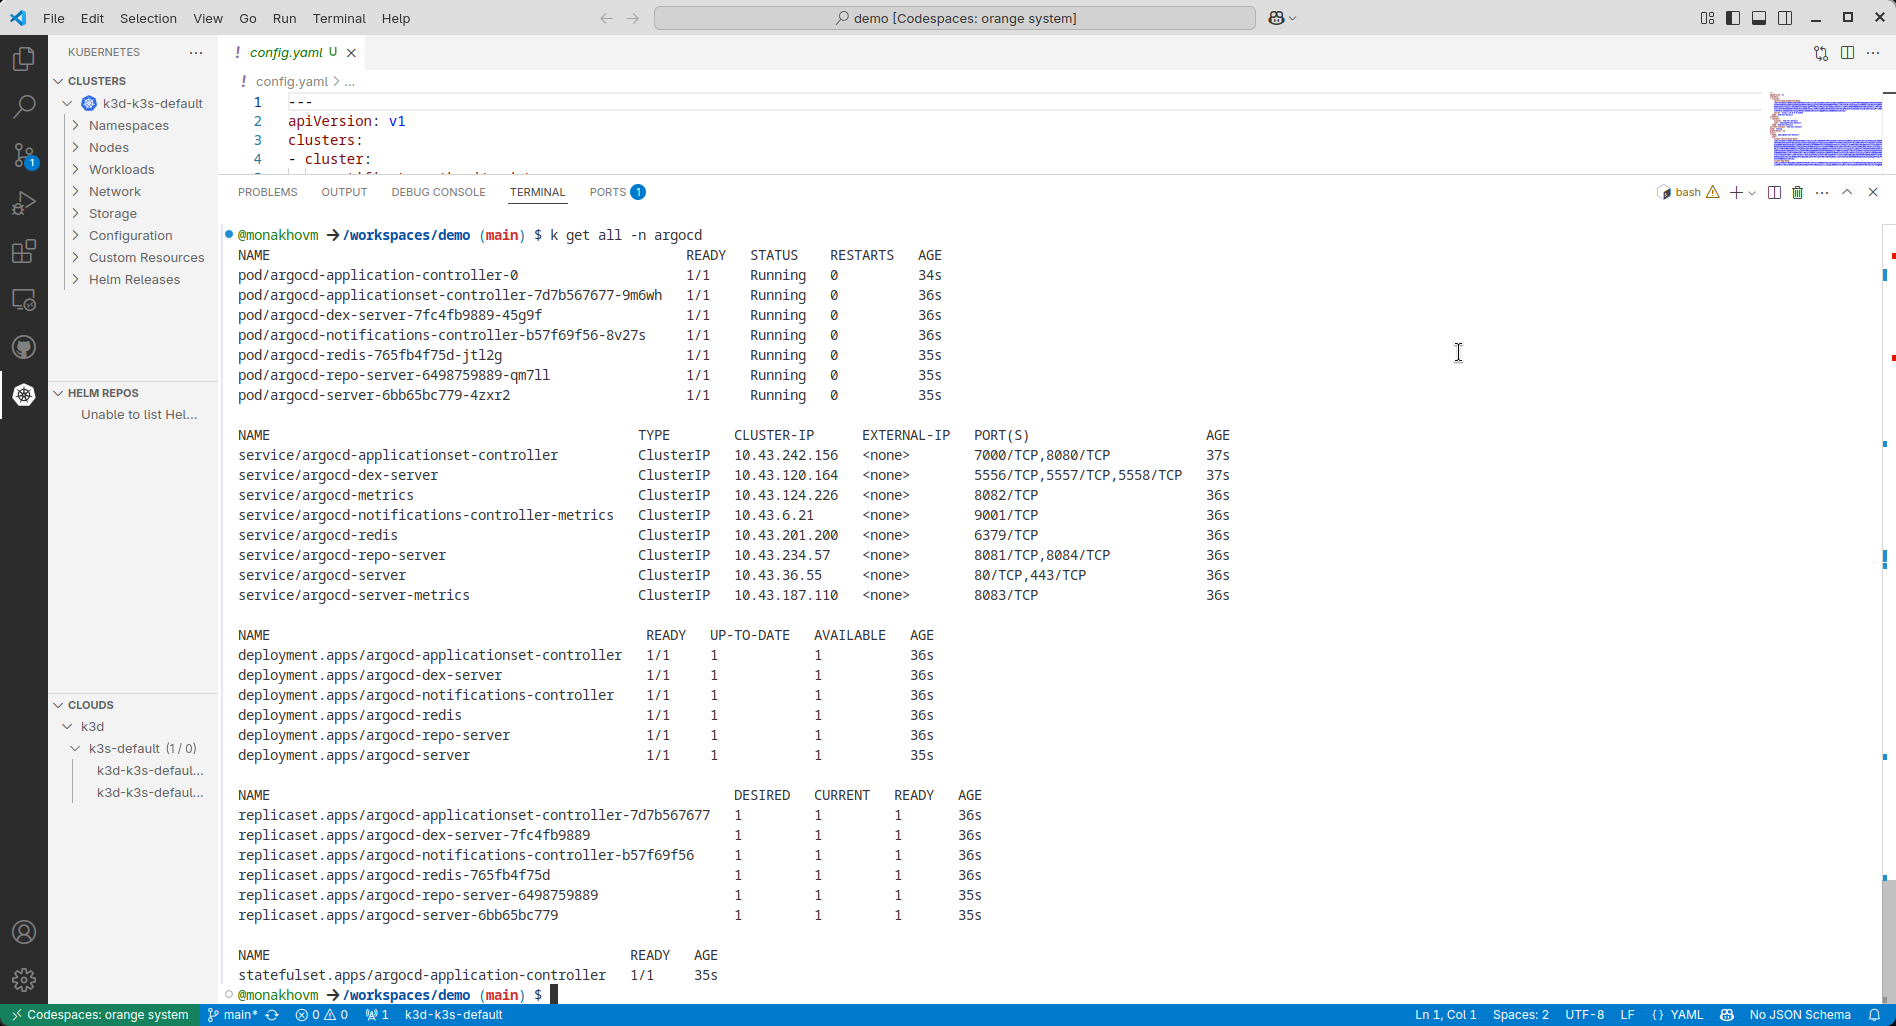 File Edit Selection View Go Run Terminal Help
demo [Codespaces: orange system]
KUBERNETES
CLUSTERS
k3d-k3s-default
Namespaces
Nodes
Workloads
Network
Storage
Configuration
Custom Resources
Helm Releases
HELM REPOS
Unable to list Hel...
CLOUDS
k3d
k3s-default (1 / 0)
k3d-k3s-defaul...
k3d-k3s-defaul...
1
! config.yaml U
! config.yaml > ...
1 ---
2 apiVersion: v1
3 clusters:
4 - cluster:
PROBLEMS OUTPUT DEBUG CONSOLE TERMINAL PORTS 1
bash
@monakhovm → /workspaces/demo (main) $ k get all -n argocd
NAME READY STATUS RESTARTS AGE
pod/argocd-application-controller-0 1/1 Running 0 34s
pod/argocd-applicationset-controller-7d7b567677-9m6wh 1/1 Running 0 36s
pod/argocd-dex-server-7fc4fb9889-45g9f 1/1 Running 0 36s
pod/argocd-notifications-controller-b57f69f56-8v27s 1/1 Running 0 36s
pod/argocd-redis-765fb4f75d-jtl2g 1/1 Running 0 35s
pod/argocd-repo-server-6498759889-qm7ll 1/1 Running 0 35s
pod/argocd-server-6bb65bc779-4zxr2 1/1 Running 0 35s
NAME TYPE CLUSTER-IP EXTERNAL-IP PORT(S) AGE
service/argocd-applicationset-controller ClusterIP 10.43.242.156 <none> 7000/TCP,8080/TCP 37s
service/argocd-dex-server ClusterIP 10.43.120.164 <none> 5556/TCP,5557/TCP,5558/TCP 37s
service/argocd-metrics ClusterIP 10.43.124.226 <none> 8082/TCP 36s
service/argocd-notifications-controller-metrics ClusterIP 10.43.6.21 <none> 9001/TCP 36s
service/argocd-redis ClusterIP 10.43.201.200 <none> 6379/TCP 36s
service/argocd-repo-server ClusterIP 10.43.234.57 <none> 8081/TCP,8084/TCP 36s
service/argocd-server ClusterIP 10.43.36.55 <none> 80/TCP,443/TCP 36s
service/argocd-server-metrics ClusterIP 10.43.187.110 <none> 8083/TCP 36s
NAME READY UP-TO-DATE AVAILABLE AGE
deployment.apps/argocd-applicationset-controller 1/1 1 1 36s
deployment.apps/argocd-dex-server 1/1 1 1 36s
deployment.apps/argocd-notifications-controller 1/1 1 1 36s
deployment.apps/argocd-redis 1/1 1 1 36s
deployment.apps/argocd-repo-server 1/1 1 1 36s
deployment.apps/argocd-server 1/1 1 1 35s
NAME DESIRED CURRENT READY AGE
replicaset.apps/argocd-applicationset-controller-7d7b567677 1 1 1 36s
replicaset.apps/argocd-dex-server-7fc4fb9889 1 1 1 36s
replicaset.apps/argocd-notifications-controller-b57f69f56 1 1 1 36s
replicaset.apps/argocd-redis-765fb4f75d 1 1 1 36s
replicaset.apps/argocd-repo-server-6498759889 1 1 1 35s
replicaset.apps/argocd-server-6bb65bc779 1 1 1 35s
NAME READY AGE
statefulset.apps/argocd-application-controller 1/1 35s
@monakhovm → /workspaces/demo (main) $
Codespaces: orange system main* 0 0 1 k3d-k3s-default Ln 1, Col 1 Spaces: 2 UTF-8 LF { } YAML No JSON Schema